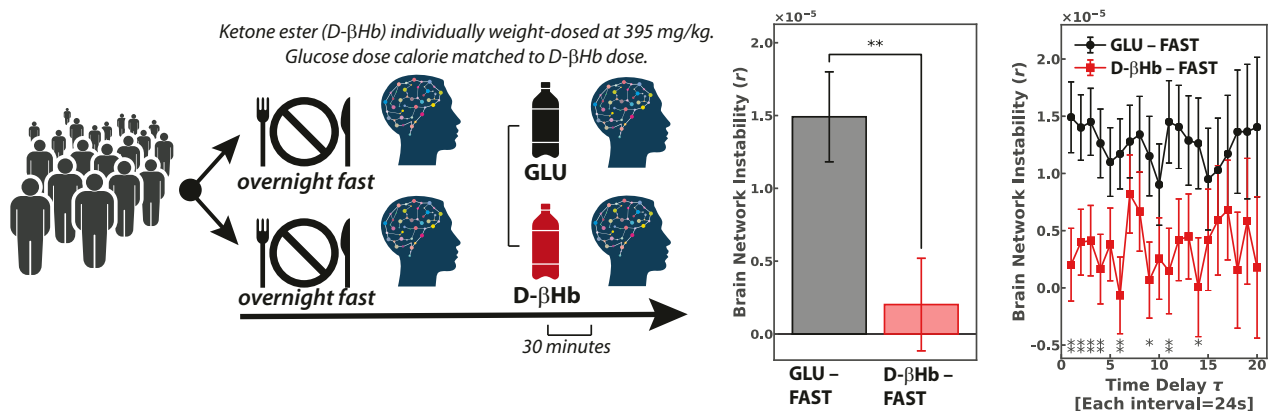 Ketone ester (D-βHb) individually weight-dosed at 395 mg/kg.
Glucose dose calorie matched to D-βHb dose.
overnight fast
GLU
overnight fast
D-βHb
30 minutes
×10⁻⁵
Brain Network Instability (r)
2.0
1.5
1.0
0.5
0.0
**
GLU –
FAST
D-βHb –
FAST
×10⁻⁵
Brain Network Instability (r)
GLU – FAST
D-βHb – FAST
2.0
1.5
1.0
0.5
0.0
-0.5
** ** ** ** ** * ** *
0 5 10 15 20
Time Delay τ
[Each interval=24s]